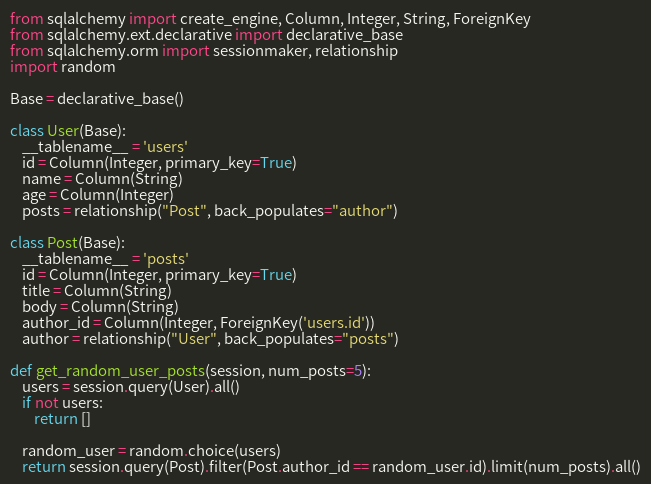 from sqlalchemy import create_engine, Column, Integer, String, ForeignKey
from sqlalchemy.ext.declarative import declarative_base
from sqlalchemy.orm import sessionmaker, relationship
import random

Base = declarative_base()

class User(Base):
    __tablename__ = 'users'
    id = Column(Integer, primary_key=True)
    name = Column(String)
    age = Column(Integer)
    posts = relationship("Post", back_populates="author")

class Post(Base):
    __tablename__ = 'posts'
    id = Column(Integer, primary_key=True)
    title = Column(String)
    body = Column(String)
    author_id = Column(Integer, ForeignKey('users.id'))
    author = relationship("User", back_populates="posts")

def get_random_user_posts(session, num_posts=5):
    users = session.query(User).all()
    if not users:
        return []

    random_user = random.choice(users)
    return session.query(Post).filter(Post.author_id == random_user.id).limit(num_posts).all()